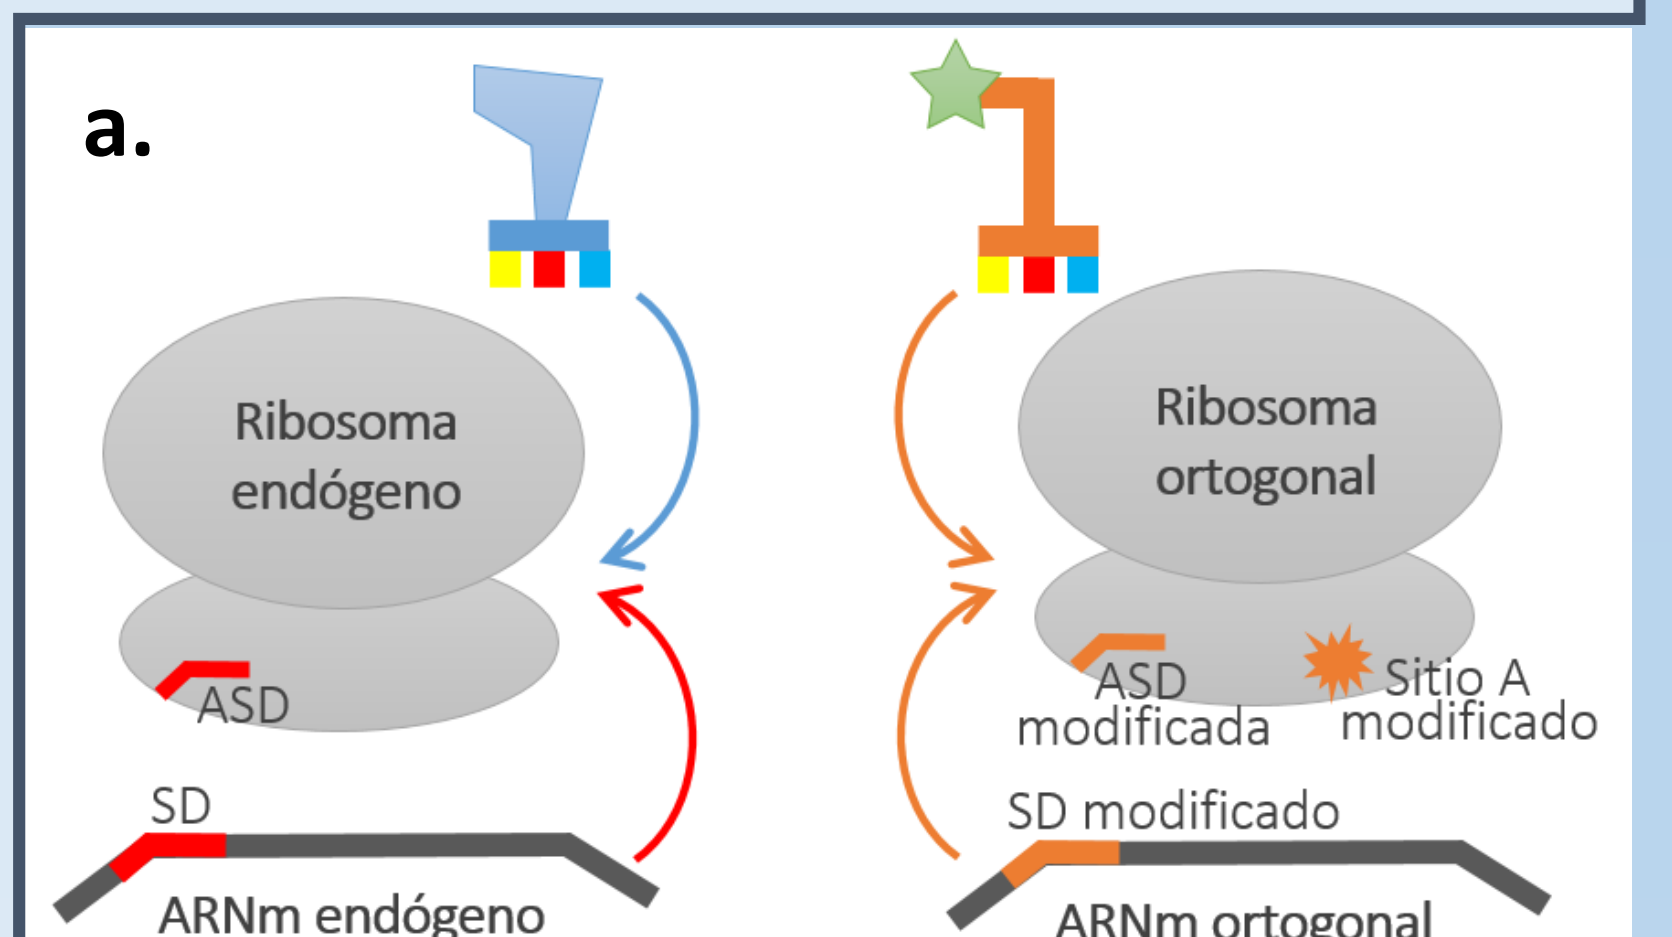 a.
Ribosoma
endógeno
ASD
SD
ARNm endógeno
Ribosoma
ortogonal
ASD
modificada
Sitio A
modificado
SD modificado
ARNm ortogonal